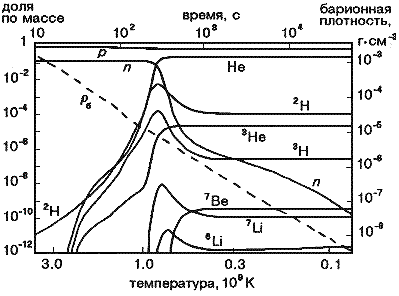 доля по массе
время, с
барионная плотность, г·см⁻³
10 10² 10³ 10⁴
1
10⁻²
10⁻⁴
10⁻⁶
10⁻⁸
10⁻¹⁰
10⁻¹²
10⁻³
10⁻⁴
10⁻⁵
10⁻⁶
10⁻⁷
10⁻⁹
p
n
He
ρб
²H
³He
³H
n
²H
⁷Be
⁷Li
⁶Li
3.0 1.0 0.3 0.1
температура, 10⁹ К